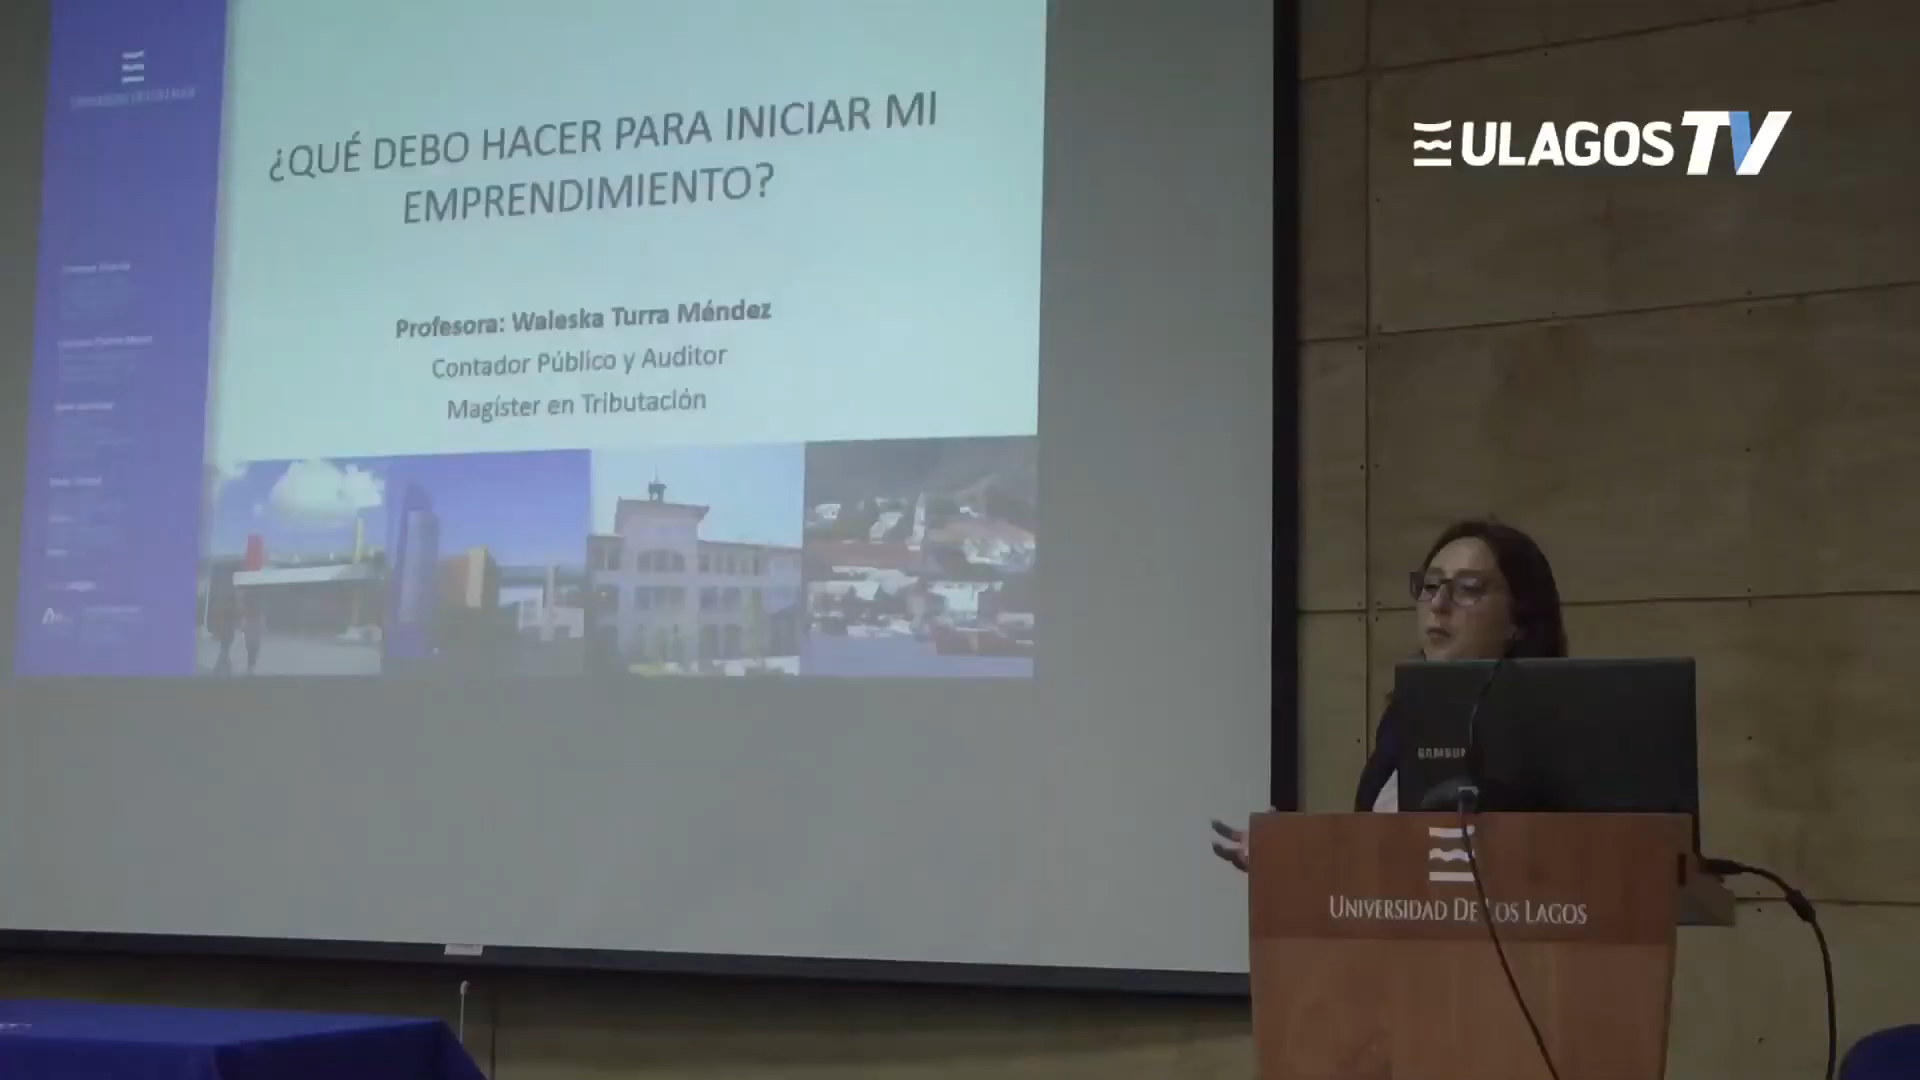 ¿QUÉ DEBO HACER PARA INICIAR MI
EMPRENDIMIENTO?
Profesora: Waleska Turra Méndez
Contador Público y Auditor
Magíster en Tributación
ULAGOS TV
SAMSUN
UNIVERSIDAD DE LOS LAGOS